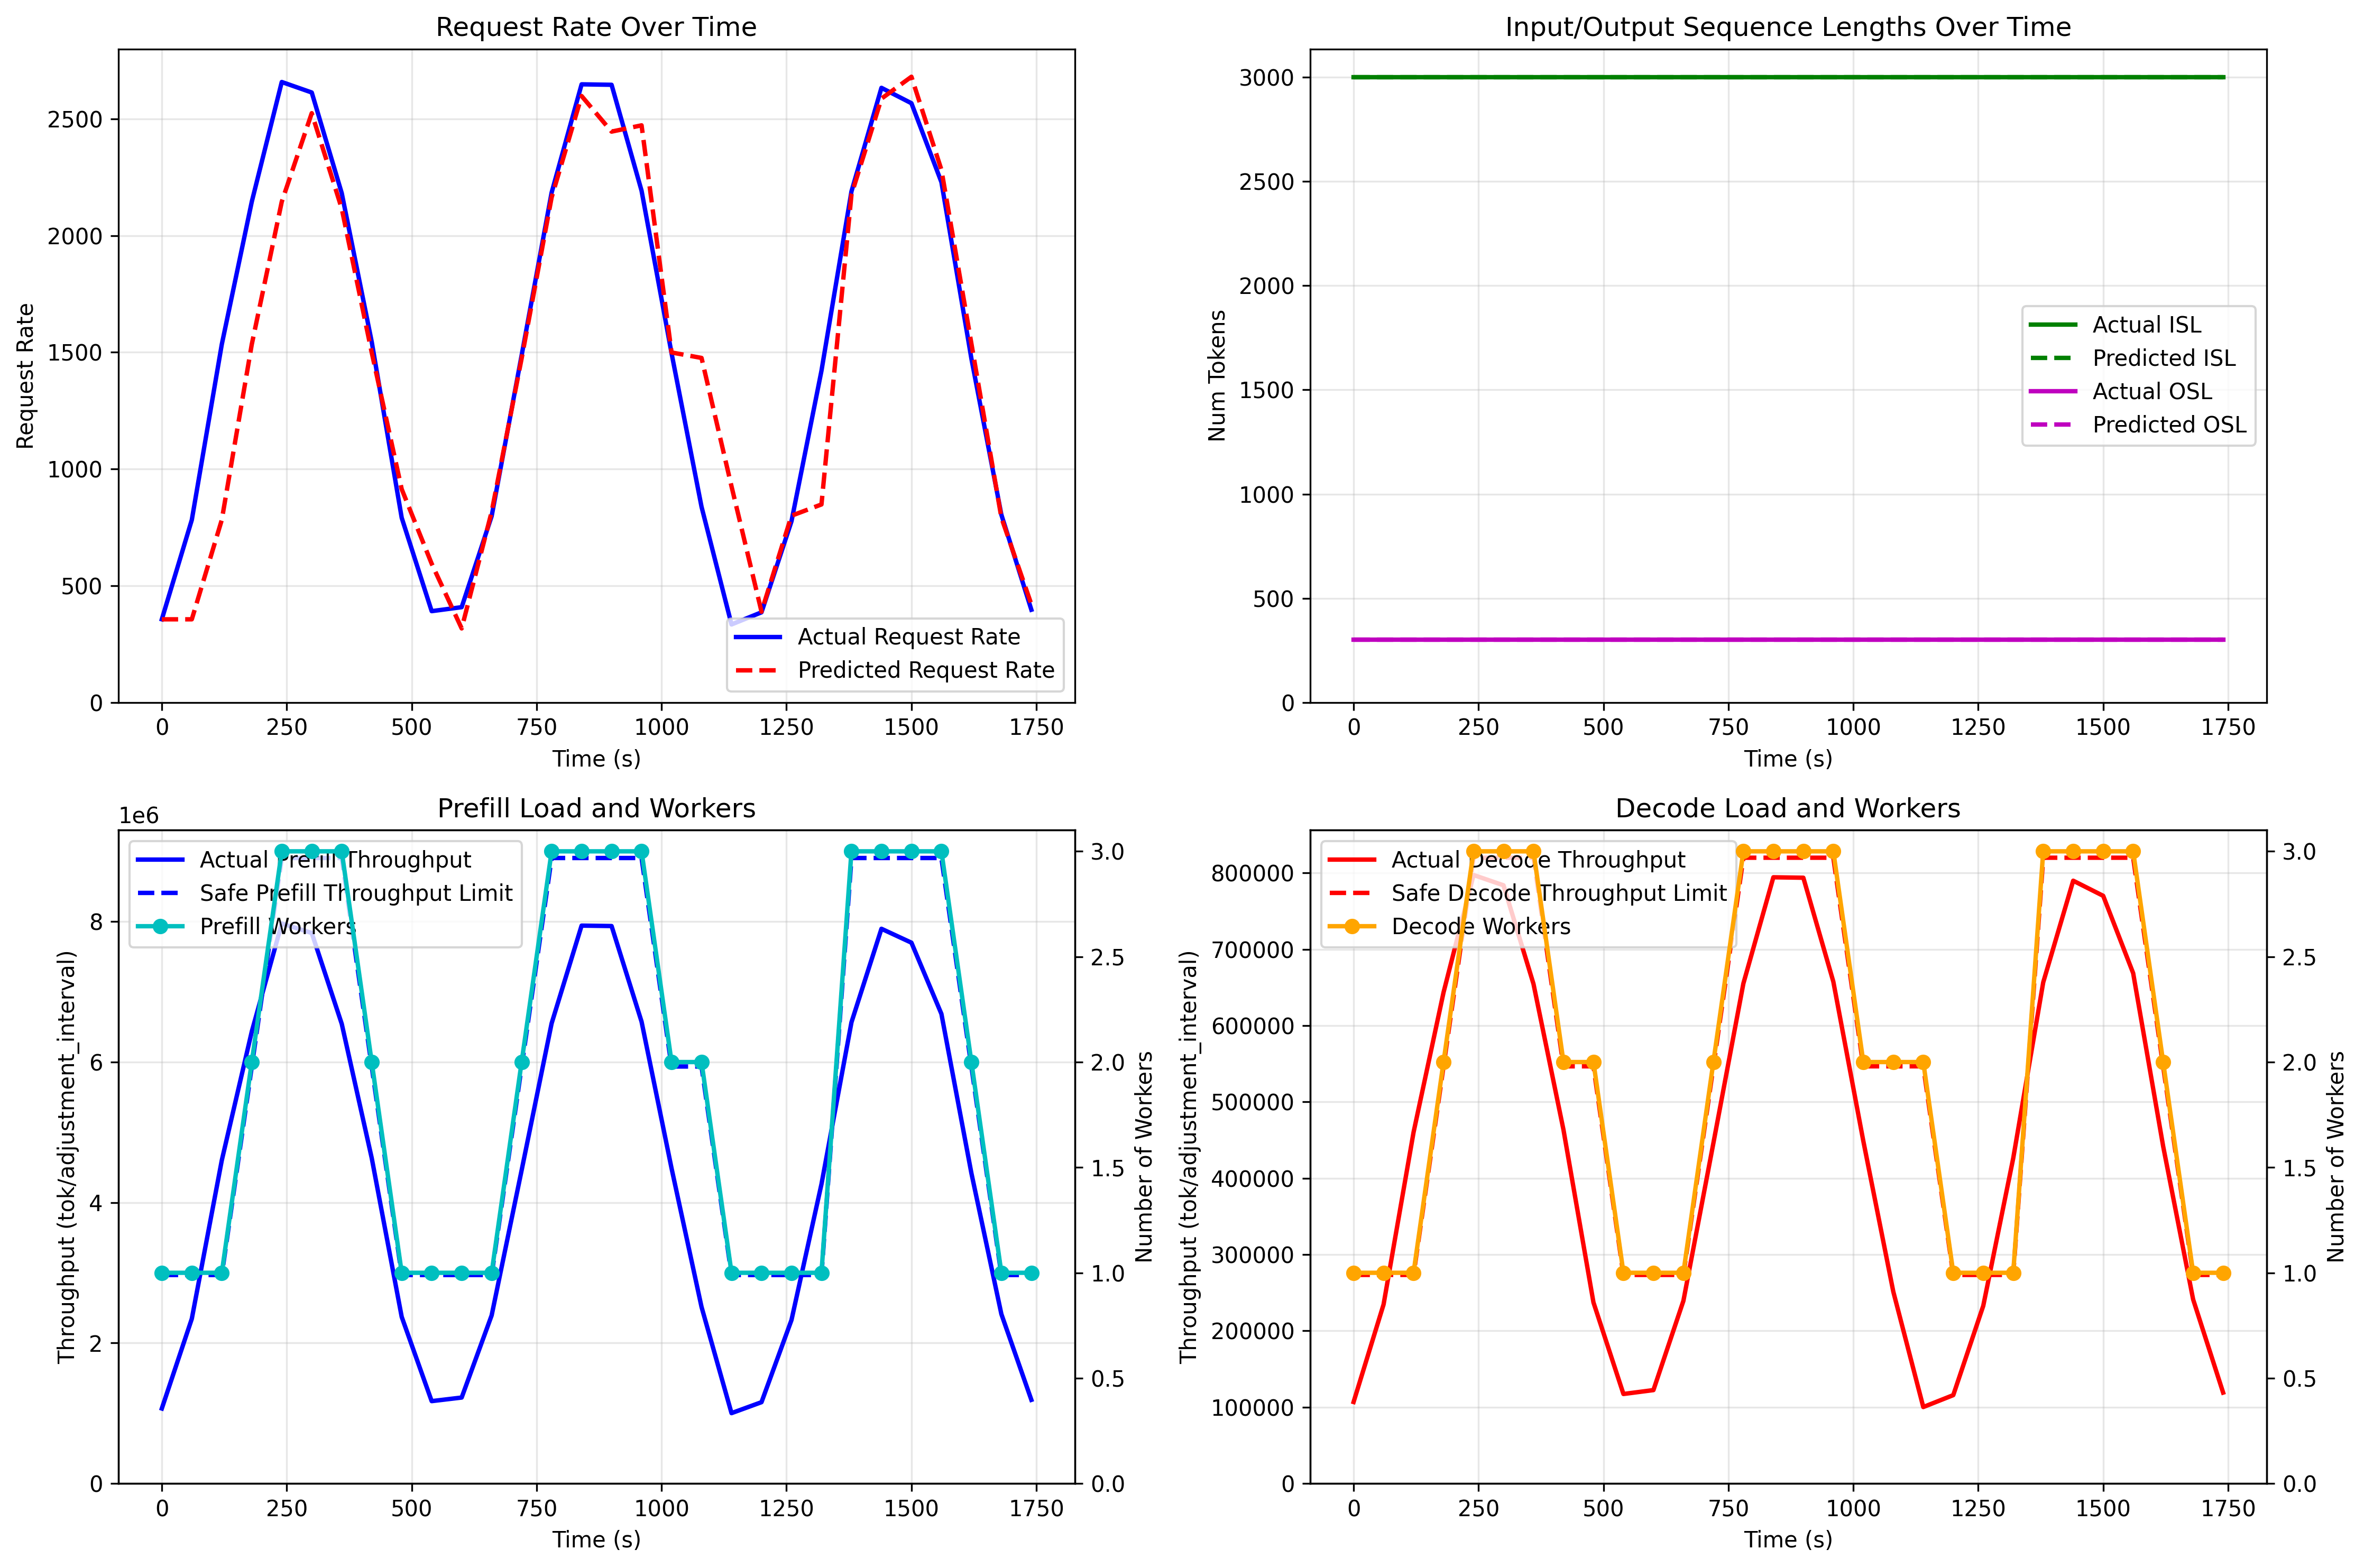 Request Rate Over Time
Request Rate
2500
2000
1500
1000
500
0
0 250 500 750 1000 1250 1500 1750
Time (s)
Actual Request Rate
Predicted Request Rate
Input/Output Sequence Lengths Over Time
Num Tokens
3000
2500
2000
1500
1000
500
0
0 250 500 750 1000 1250 1500 1750
Time (s)
Actual ISL
Predicted ISL
Actual OSL
Predicted OSL
Prefill Load and Workers
1e6
Throughput (tok/adjustment_interval)
8
6
4
2
0
0 250 500 750 1000 1250 1500 1750
Time (s)
Actual Prefill Throughput
Safe Prefill Throughput Limit
Prefill Workers
3.0
2.5
2.0
1.5
1.0
0.5
0.0
Number of Workers
Decode Load and Workers
Throughput (tok/adjustment_interval)
800000
700000
600000
500000
400000
300000
200000
100000
0
0 250 500 750 1000 1250 1500 1750
Time (s)
Actual Decode Throughput
Safe Decode Throughput Limit
Decode Workers
3.0
2.5
2.0
1.5
1.0
0.5
0.0
Number of Workers